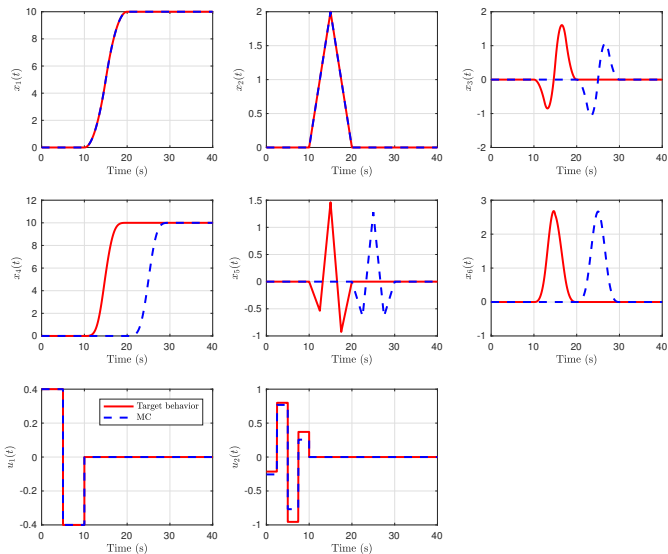 10
8
6
4
2
0
x₁(t)
0 10 20 30 40
Time (s)
2
1.5
1
0.5
0
x₂(t)
0 10 20 30 40
Time (s)
2
1
0
-1
-2
x₃(t)
0 10 20 30 40
Time (s)
12
10
8
6
4
2
0
x₄(t)
0 10 20 30 40
Time (s)
1.5
1
0.5
0
-0.5
-1
x₅(t)
0 10 20 30 40
Time (s)
3
2
1
0
-1
x₆(t)
0 10 20 30 40
Time (s)
0.4
0.2
0
-0.2
-0.4
u₁(t)
Target behavior
MC
0 10 20 30 40
Time (s)
1
0.5
0
-0.5
-1
u₂(t)
0 10 20 30 40
Time (s)